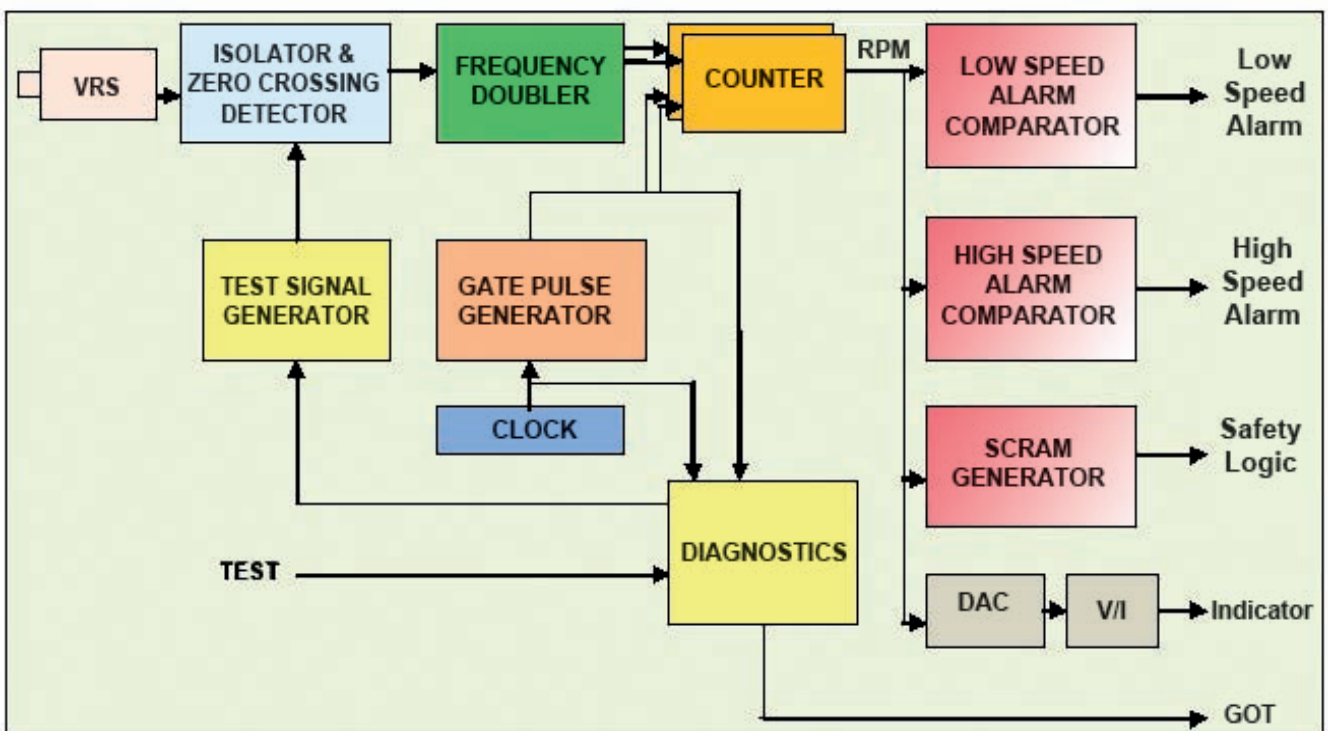 VRS
ISOLATOR &
ZERO CROSSING
DETECTOR
FREQUENCY
DOUBLER
COUNTER
RPM
LOW SPEED
ALARM
COMPARATOR
Low
Speed
Alarm
TEST SIGNAL
GENERATOR
GATE PULSE
GENERATOR
HIGH SPEED
ALARM
COMPARATOR
High
Speed
Alarm
CLOCK
SCRAM
GENERATOR
Safety
Logic
DIAGNOSTICS
TEST
DAC
V/I
Indicator
GOT